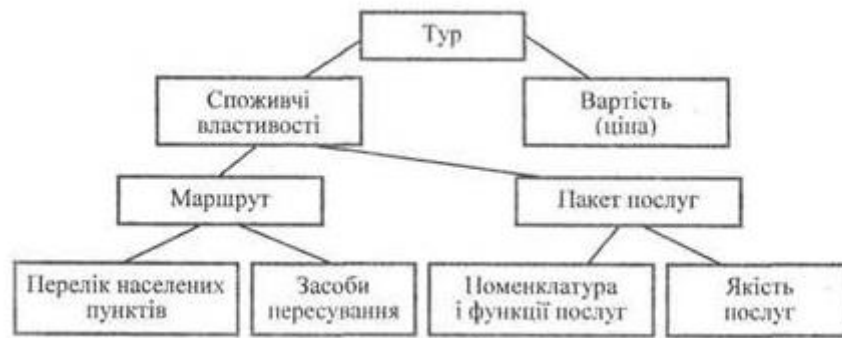 Тур
Споживчі
властивості
Вартість
(ціна)
Маршрут
Пакет послуг
Перелік населених
пунктів
Засоби
пересування
Номенклатура
і функції послуг
Якість
послуг